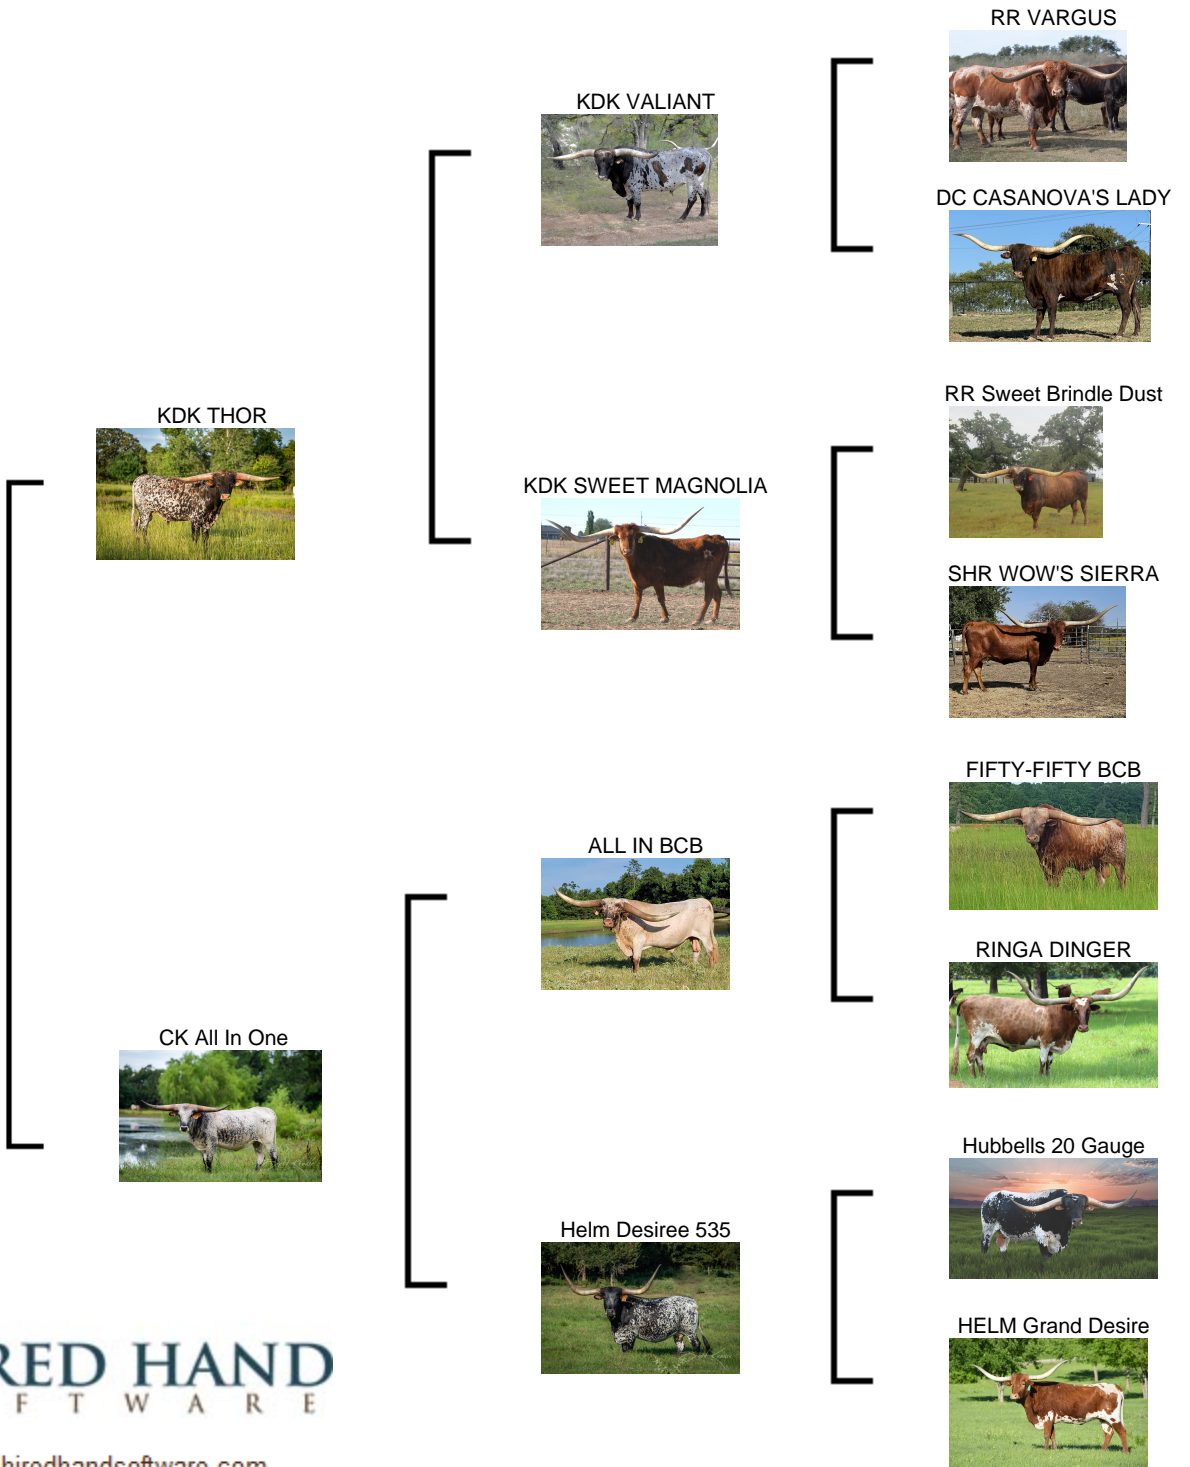 RR VARGUS
KDK VALIANT
DC CASANOVA'S LADY
RR Sweet Brindle Dust
KDK THOR
KDK SWEET MAGNOLIA
SHR WOW'S SIERRA
FIFTY-FIFTY BCB
ALL IN BCB
RINGA DINGER
CK All In One
Hubbells 20 Gauge
Helm Desiree 535
HELM Grand Desire
RED HAND
F T W A R E
hiredhandsoftware.com